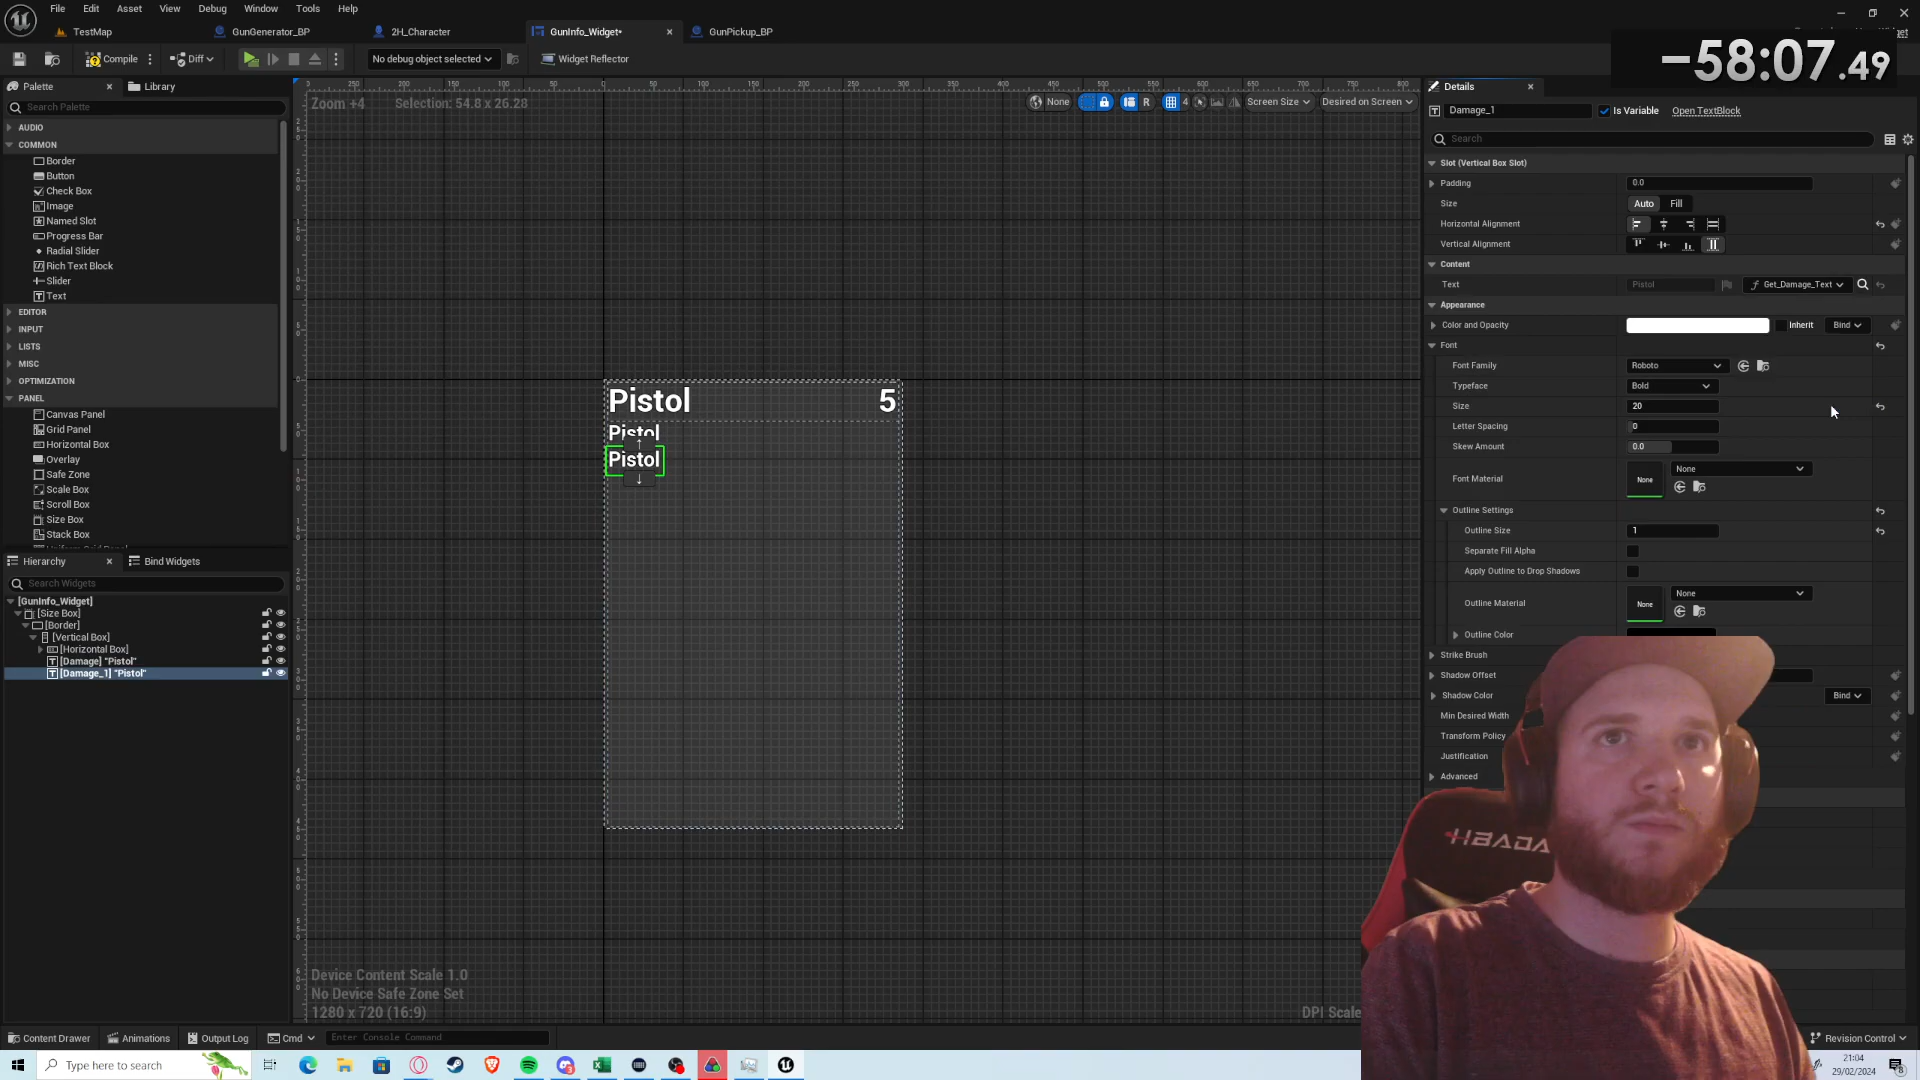 File Edit Asset View Debug Window Tools Help
TestMap GunGenerator_BP 2H_Character GunInfo_Widget* GunPickup_BP
Compile Diff No debug object selected Widget Reflector
−58:07.49
Palette Library
Search Palette
AUDIO
COMMON
Border
Button
Check Box
Image
Named Slot
Progress Bar
Radial Slider
Rich Text Block
Slider
Text
EDITOR
INPUT
LISTS
MISC
OPTIMIZATION
PANEL
Canvas Panel
Grid Panel
Horizontal Box
Overlay
Safe Zone
Scale Box
Scroll Box
Size Box
Stack Box
Hierarchy Bind Widgets
Search Widgets
[GunInfo_Widget]
[Size Box]
[Border]
[Vertical Box]
[Horizontal Box]
[Damage] "Pistol"
[Damage_1] "Pistol"
Zoom +4 Selection: 54.8 x 26.28
None R 4 Screen Size Desired on Screen
Pistol 5
Pistol
Pistol
Device Content Scale 1.0
No Device Safe Zone Set
1280 x 720 (16:9)
DPI Scale
Details
Damage_1 Is Variable Open TextBlock
Search
Slot (Vertical Box Slot)
Padding 0.0
Size Auto Fill
Horizontal Alignment
Vertical Alignment
Content
Text Pistol Get_Damage_Text
Appearance
Color and Opacity Inherit Bind
Font
Font Family Roboto
Typeface Bold
Size 20
Letter Spacing 0
Skew Amount 0.0
Font Material None None
Outline Settings
Outline Size 1
Separate Fill Alpha
Apply Outline to Drop Shadows
Outline Material None None
Outline Color
Strike Brush
Shadow Offset
Shadow Color Bind
Min Desired Width
Transform Policy
Justification
Advanced
HBADA
Content Drawer Animations Output Log Cmd Enter Console Command Revision Control
Type here to search
21:04
29/02/2024